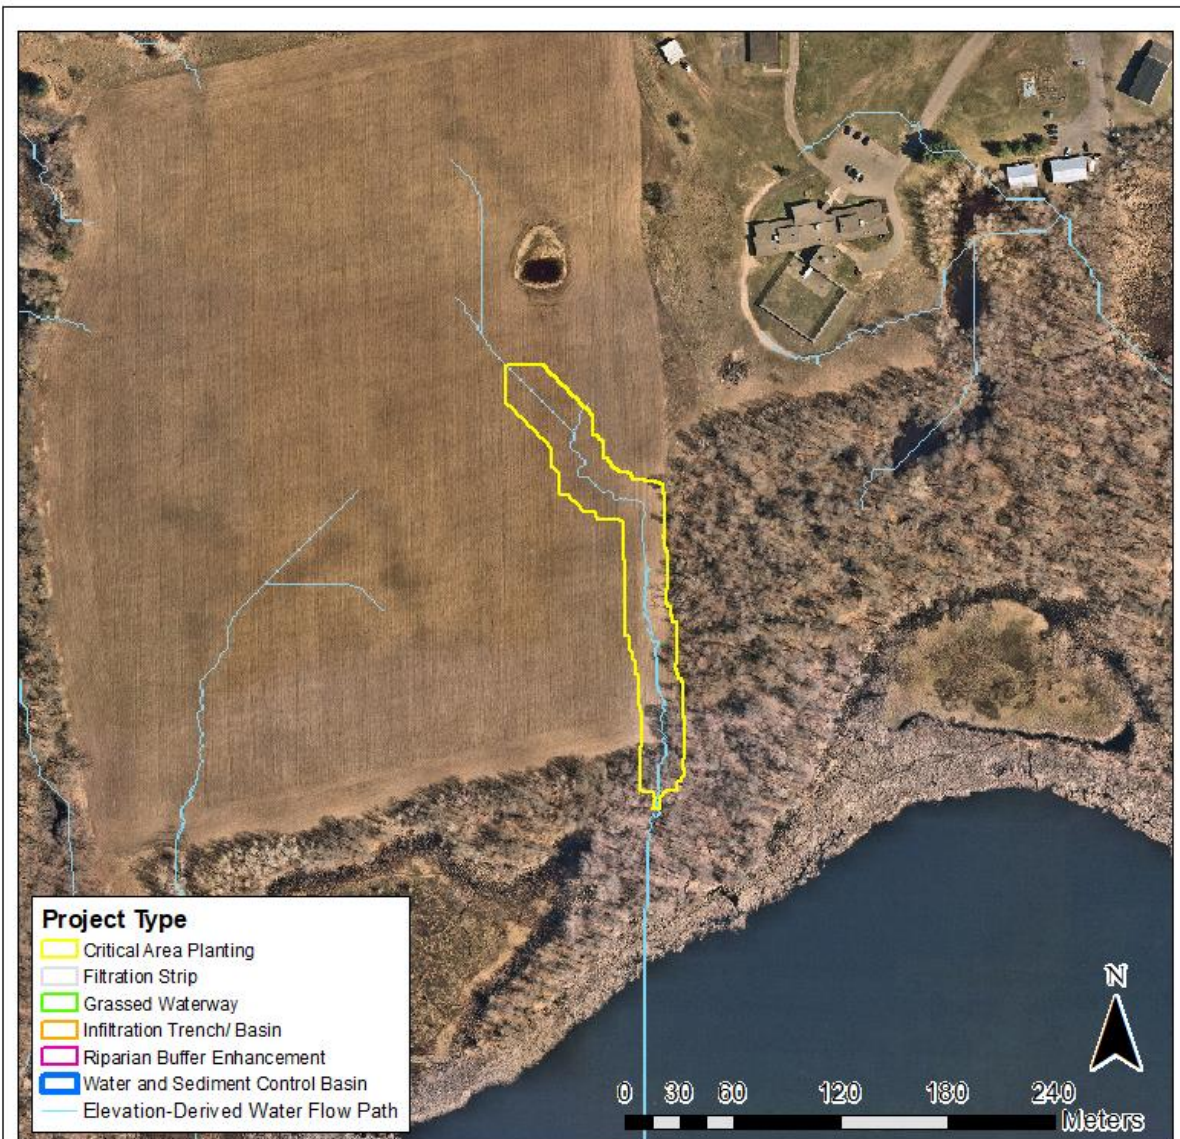 N
Project Type
Critical Area Planting
Filtration Strip
Grassed Waterway
Infiltration Trench/ Basin
Riparian Buffer Enhancement
Water and Sediment Control Basin
Elevation-Derived Water Flow Path
0 30 60 120 180 240
Meters